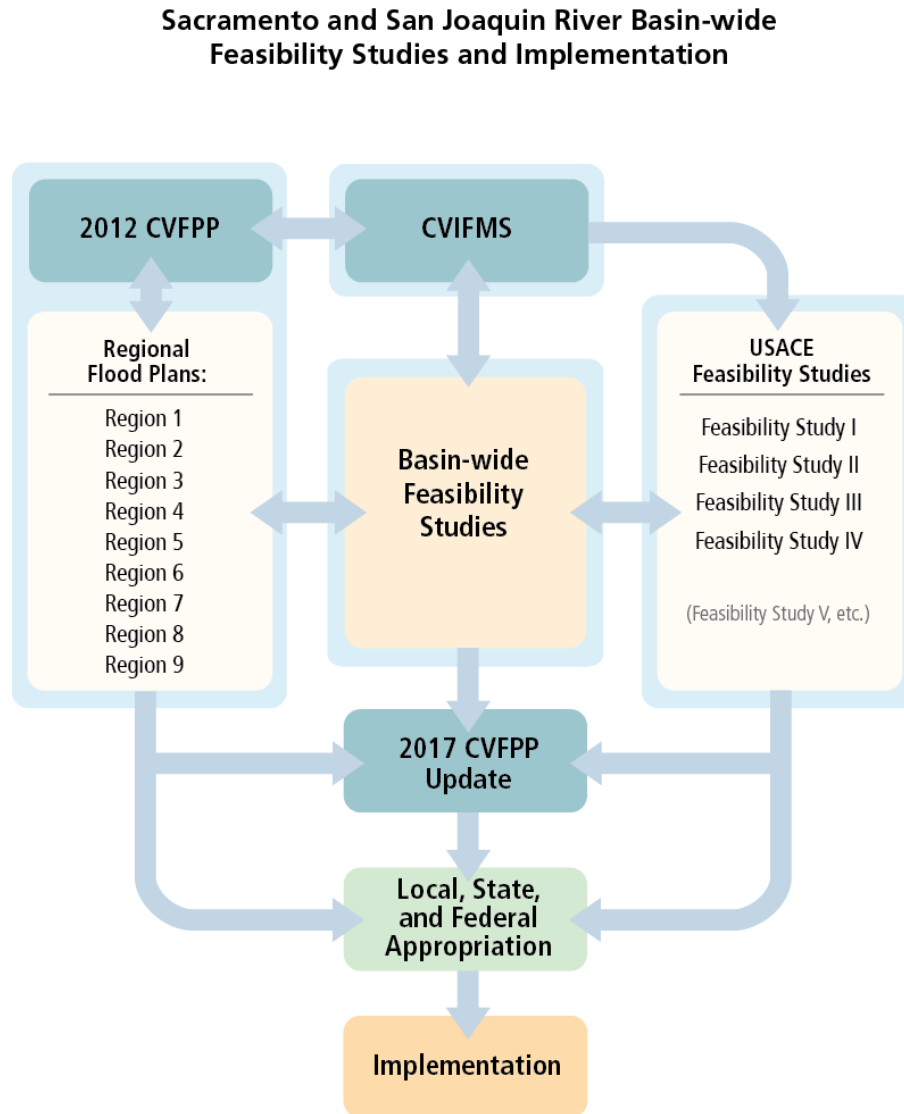 Sacramento and San Joaquin River Basin-wide
Feasibility Studies and Implementation
2012 CVFPP
CVIFMS
Regional
Flood Plans:
Region 1
Region 2
Region 3
Region 4
Region 5
Region 6
Region 7
Region 8
Region 9
Basin-wide
Feasibility
Studies
USACE
Feasibility Studies
Feasibility Study I
Feasibility Study II
Feasibility Study III
Feasibility Study IV
(Feasibility Study V, etc.)
2017 CVFPP
Update
Local, State,
and Federal
Appropriation
Implementation